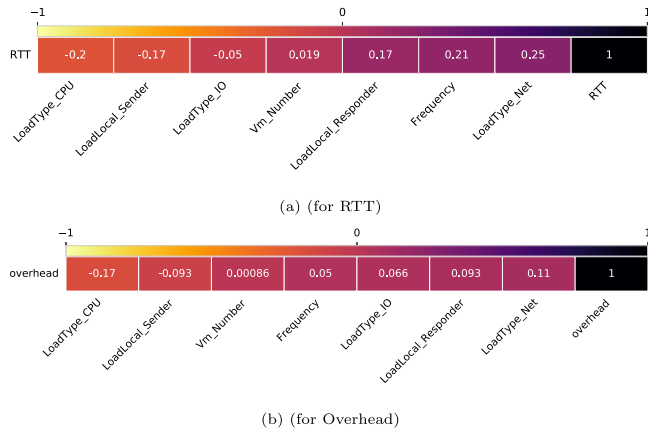 −1 0 1
RTT -0.2 -0.17 -0.05 0.019 0.17 0.21 0.25 1
LoadType_CPU LoadLocal_Sender LoadType_IO Vm_Number LoadLocal_Responder Frequency LoadType_Net RTT
(a) (for RTT)
−1 0 1
overhead -0.17 -0.093 0.00086 0.05 0.066 0.093 0.11 1
LoadType_CPU LoadLocal_Sender Vm_Number Frequency LoadType_IO LoadLocal_Responder LoadType_Net overhead
(b) (for Overhead)